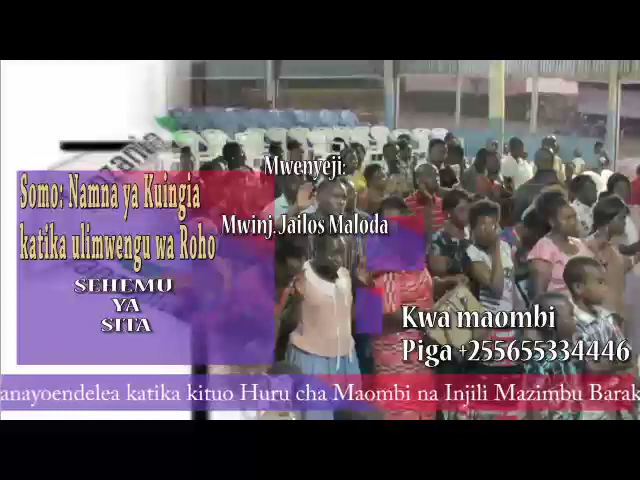 Mwenyeji:
Somo: Namna ya Kuingia
katika ulimwengu wa Roho
Mwinj. Jailos Maloda
SEHEMU
YA
SITA
Kwa maombi
Piga +255655334446
anayoendelea katika kituo Huru cha Maombi na Injili Mazimbu Barak